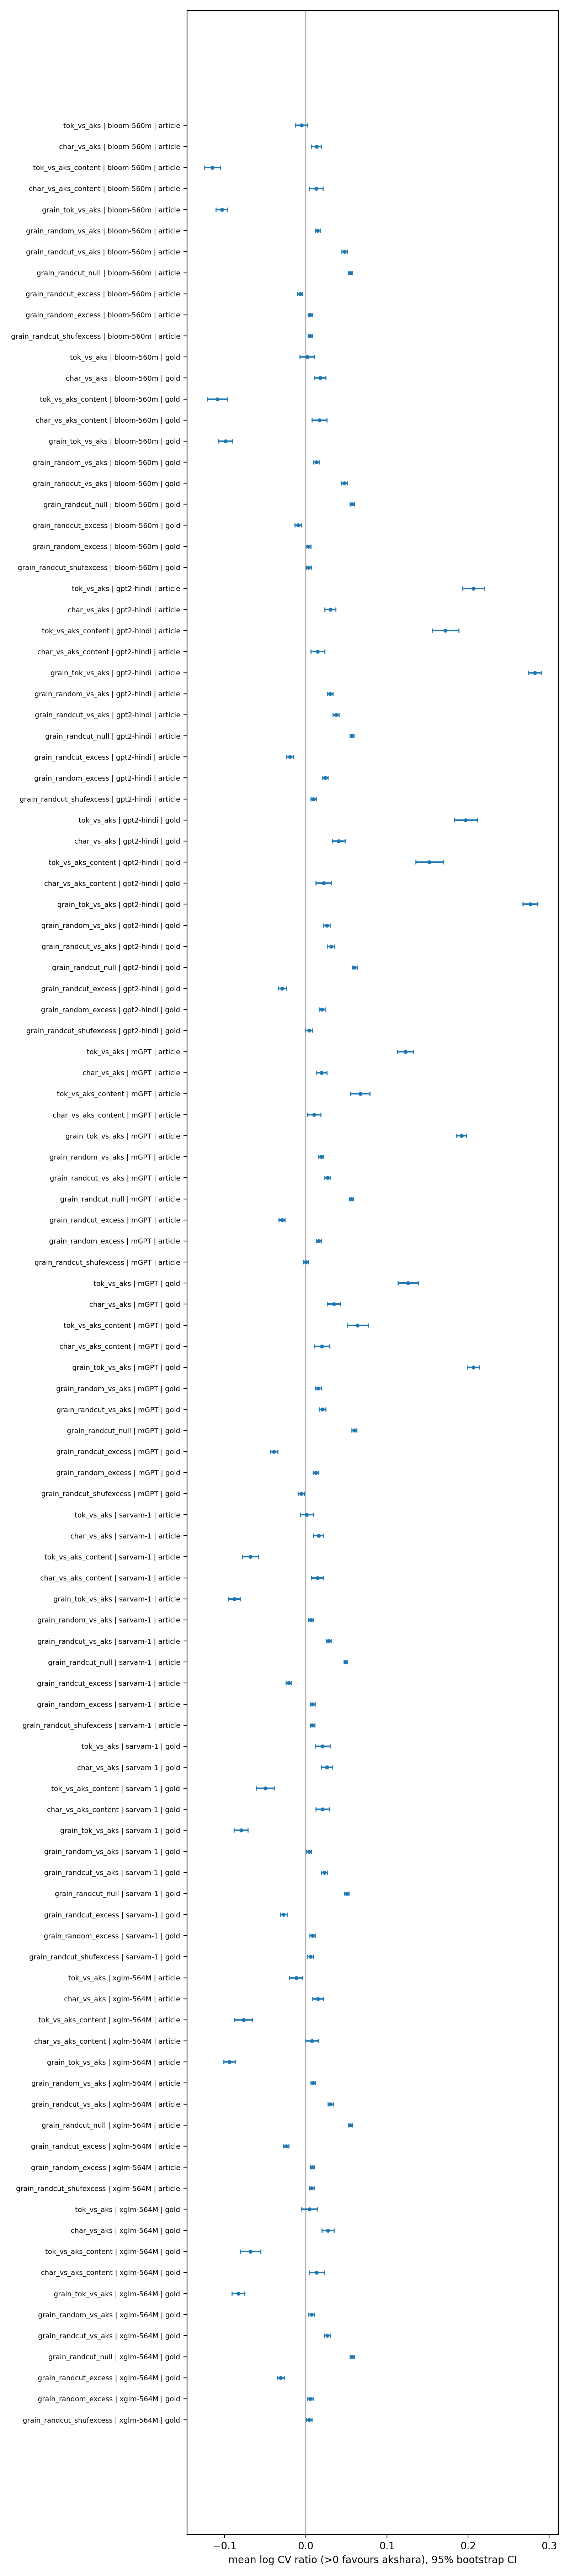 tok_vs_aks | bloom-560m | article
char_vs_aks | bloom-560m | article
tok_vs_aks_content | bloom-560m | article
char_vs_aks_content | bloom-560m | article
grain_tok_vs_aks | bloom-560m | article
grain_random_vs_aks | bloom-560m | article
grain_randcut_vs_aks | bloom-560m | article
grain_randcut_null | bloom-560m | article
grain_randcut_excess | bloom-560m | article
grain_random_excess | bloom-560m | article
grain_randcut_shufexcess | bloom-560m | article
tok_vs_aks | bloom-560m | gold
char_vs_aks | bloom-560m | gold
tok_vs_aks_content | bloom-560m | gold
char_vs_aks_content | bloom-560m | gold
grain_tok_vs_aks | bloom-560m | gold
grain_random_vs_aks | bloom-560m | gold
grain_randcut_vs_aks | bloom-560m | gold
grain_randcut_null | bloom-560m | gold
grain_randcut_excess | bloom-560m | gold
grain_random_excess | bloom-560m | gold
grain_randcut_shufexcess | bloom-560m | gold
tok_vs_aks | gpt2-hindi | article
char_vs_aks | gpt2-hindi | article
tok_vs_aks_content | gpt2-hindi | article
char_vs_aks_content | gpt2-hindi | article
grain_tok_vs_aks | gpt2-hindi | article
grain_random_vs_aks | gpt2-hindi | article
grain_randcut_vs_aks | gpt2-hindi | article
grain_randcut_null | gpt2-hindi | article
grain_randcut_excess | gpt2-hindi | article
grain_random_excess | gpt2-hindi | article
grain_randcut_shufexcess | gpt2-hindi | article
tok_vs_aks | gpt2-hindi | gold
char_vs_aks | gpt2-hindi | gold
tok_vs_aks_content | gpt2-hindi | gold
char_vs_aks_content | gpt2-hindi | gold
grain_tok_vs_aks | gpt2-hindi | gold
grain_random_vs_aks | gpt2-hindi | gold
grain_randcut_vs_aks | gpt2-hindi | gold
grain_randcut_null | gpt2-hindi | gold
grain_randcut_excess | gpt2-hindi | gold
grain_random_excess | gpt2-hindi | gold
grain_randcut_shufexcess | gpt2-hindi | gold
tok_vs_aks | mGPT | article
char_vs_aks | mGPT | article
tok_vs_aks_content | mGPT | article
char_vs_aks_content | mGPT | article
grain_tok_vs_aks | mGPT | article
grain_random_vs_aks | mGPT | article
grain_randcut_vs_aks | mGPT | article
grain_randcut_null | mGPT | article
grain_randcut_excess | mGPT | article
grain_random_excess | mGPT | article
grain_randcut_shufexcess | mGPT | article
tok_vs_aks | mGPT | gold
char_vs_aks | mGPT | gold
tok_vs_aks_content | mGPT | gold
char_vs_aks_content | mGPT | gold
grain_tok_vs_aks | mGPT | gold
grain_random_vs_aks | mGPT | gold
grain_randcut_vs_aks | mGPT | gold
grain_randcut_null | mGPT | gold
grain_randcut_excess | mGPT | gold
grain_random_excess | mGPT | gold
grain_randcut_shufexcess | mGPT | gold
tok_vs_aks | sarvam-1 | article
char_vs_aks | sarvam-1 | article
tok_vs_aks_content | sarvam-1 | article
char_vs_aks_content | sarvam-1 | article
grain_tok_vs_aks | sarvam-1 | article
grain_random_vs_aks | sarvam-1 | article
grain_randcut_vs_aks | sarvam-1 | article
grain_randcut_null | sarvam-1 | article
grain_randcut_excess | sarvam-1 | article
grain_random_excess | sarvam-1 | article
grain_randcut_shufexcess | sarvam-1 | article
tok_vs_aks | sarvam-1 | gold
char_vs_aks | sarvam-1 | gold
tok_vs_aks_content | sarvam-1 | gold
char_vs_aks_content | sarvam-1 | gold
grain_tok_vs_aks | sarvam-1 | gold
grain_random_vs_aks | sarvam-1 | gold
grain_randcut_vs_aks | sarvam-1 | gold
grain_randcut_null | sarvam-1 | gold
grain_randcut_excess | sarvam-1 | gold
grain_random_excess | sarvam-1 | gold
grain_randcut_shufexcess | sarvam-1 | gold
tok_vs_aks | xglm-564M | article
char_vs_aks | xglm-564M | article
tok_vs_aks_content | xglm-564M | article
char_vs_aks_content | xglm-564M | article
grain_tok_vs_aks | xglm-564M | article
grain_random_vs_aks | xglm-564M | article
grain_randcut_vs_aks | xglm-564M | article
grain_randcut_null | xglm-564M | article
grain_randcut_excess | xglm-564M | article
grain_random_excess | xglm-564M | article
grain_randcut_shufexcess | xglm-564M | article
tok_vs_aks | xglm-564M | gold
char_vs_aks | xglm-564M | gold
tok_vs_aks_content | xglm-564M | gold
char_vs_aks_content | xglm-564M | gold
grain_tok_vs_aks | xglm-564M | gold
grain_random_vs_aks | xglm-564M | gold
grain_randcut_vs_aks | xglm-564M | gold
grain_randcut_null | xglm-564M | gold
grain_randcut_excess | xglm-564M | gold
grain_random_excess | xglm-564M | gold
grain_randcut_shufexcess | xglm-564M | gold
−0.1 0.0 0.1 0.2 0.3
mean log CV ratio (>0 favours akshara), 95% bootstrap CI